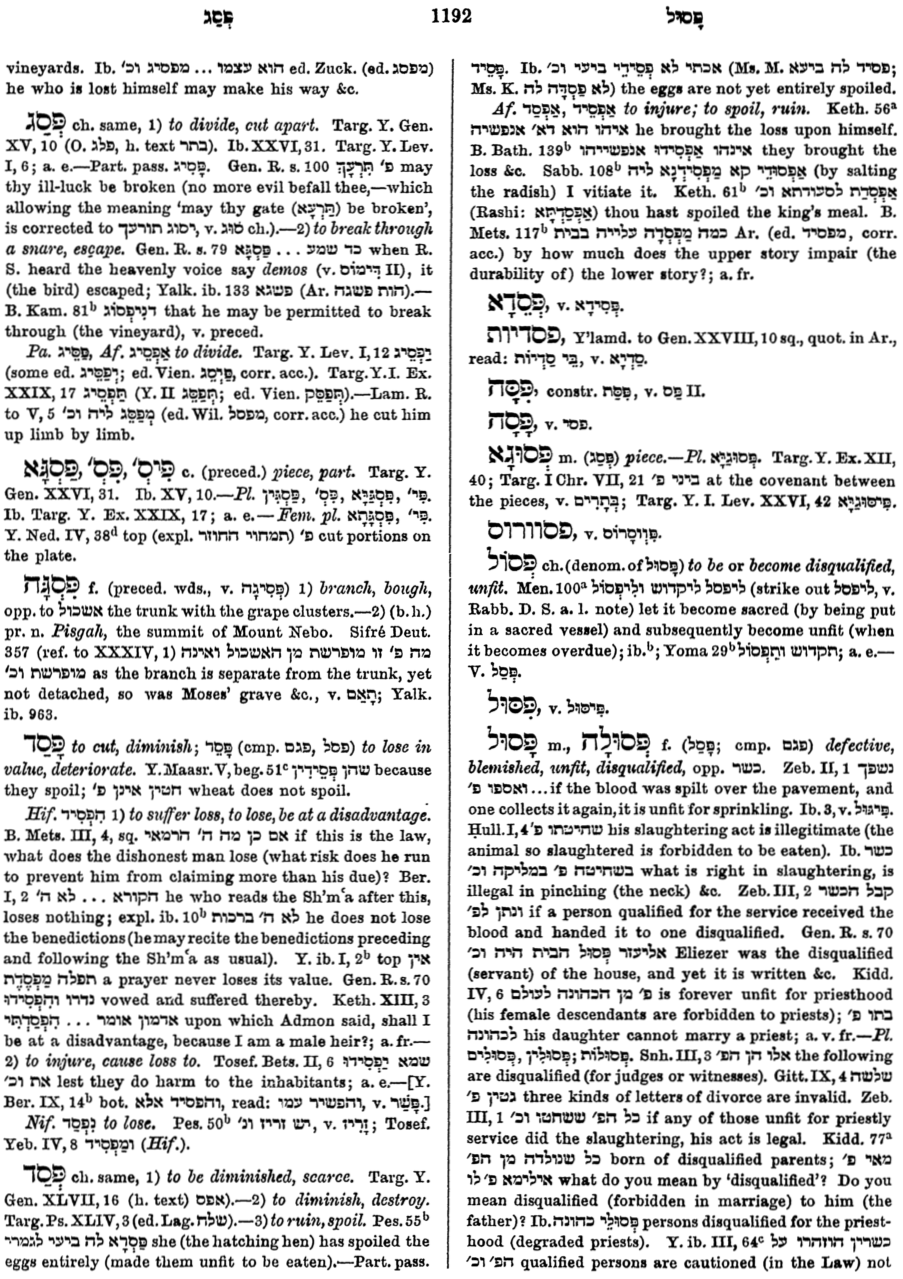 פְּסַג
1192
פָּסוּל
vineyards. Ib. הוא עצמו ... מפסיג וכ' ed. Zuck. (ed. מפסג)
he who is lost himself may make his way &c.
פְּסַג ch. same, 1) to divide, cut apart. Targ. Y. Gen.
XV, 10 (O. פלג, h. text בתר). Ib. XXVI, 31. Targ. Y. Lev.
I, 6; a. e.—Part. pass. פְּסִיג. Gen. R. s. 100 פ' תַּרְעָךְ may
thy ill-luck be broken (no more evil befall thee,—which
allowing the meaning 'may thy gate (תַּרְעָא) be broken',
is corrected to יסוג תורעך, v. סוּג ch.).—2) to break through
a snare, escape. Gen. R. s. 79 כד שמע ... פסגא when R.
S. heard the heavenly voice say demos (v. דִּימוֹס II), it
(the bird) escaped; Yalk. ib. 133 פשגא (Ar. הות פשגה).—
B. Kam. 81b דניפסוג that he may be permitted to break
through (the vineyard), v. preced.
Pa. פַּסֵּיג, Af. אַפְסֵיג to divide. Targ. Y. Lev. I, 12 יַפְסֵיג
(some ed. יְפַסֵּיג; ed. Vien. פְּיָסֵג, corr. acc.). Targ. Y. I. Ex.
XXIX, 17 תַּפְסֵיג (Y. II תְּפַסֵּג; ed. Vien. תְּפַסֵּק).—Lam. R.
to V, 5 מְפַסֵּג ליה וכ' (ed. Wil. מפסל, corr. acc.) he cut him
up limb by limb.
פַּסְגָּא, פִּסְ', פִּיסְ' c. (preced.) piece, part. Targ. Y.
Gen. XXVI, 31. Ib. XV, 10.—Pl. פַּסְגִּין, פִּסְ', פַּסְגַּיָּא, פִּי'.
Ib. Targ. Y. Ex. XXIX, 17; a. e.—Fem. pl. פַּסְגָתָא, פִּי'.
Y. Ned. IV, 38d top (expl. תמחוי החוזר) פ' cut portions on
the plate.
פִּסְגָּה f. (preced. wds., v. פְּסִיגָה) 1) branch, bough,
opp. to אשכול the trunk with the grape clusters.—2) (b. h.)
pr. n. Pisgah, the summit of Mount Nebo. Sifré Deut.
357 (ref. to XXXIV, 1) מה פ' זו מופרשת מן האשכול ואינה
מופרשת וכ' as the branch is separate from the trunk, yet
not detached, so was Moses' grave &c., v. תָּאַם; Yalk.
ib. 963.
פָּסַד to cut, diminish; פָּסֵד (cmp. פסל, פגם) to lose in
value, deteriorate. Y. Maasr. V, beg. 51c שהן פְּסֵידִין because
they spoil; חטין אינן פ' wheat does not spoil.
Hif. הִפְסִיד 1) to suffer loss, to lose, be at a disadvantage.
B. Mets. III, 4, sq. אם כן מה ה' הרמאי if this is the law,
what does the dishonest man lose (what risk does he run
to prevent him from claiming more than his due)? Ber.
I, 2 הקורא ... לא ה' he who reads the Sh'm‛a after this,
loses nothing; expl. ib. 10b לא ה' ברכות he does not lose
the benedictions (he may recite the benedictions preceding
and following the Sh'm‛a as usual). Y. ib. I, 2b top אין
תפלה מַפְסֶדֶת a prayer never loses its value. Gen. R. s. 70
נדרו והִפְסִידוּ vowed and suffered thereby. Keth. XIII, 3
אדמון אומר ... הִפְסַדְתִּי upon which Admon said, shall I
be at a disadvantage, because I am a male heir?; a. fr.—
2) to injure, cause loss to. Tosef. Bets. II, 6 שמא יַפְסִידוּ
את וכ' lest they do harm to the inhabitants; a. e.—[Y.
Ber. IX, 14b bot. והפסיד אלא, read: והפשיר עמו, v. פָּשַׁר.]
Nif. נִפְסַד to lose. Pes. 50b יש זריז ונ', v. זָרִיז; Tosef.
Yeb. IV, 8 וּמַפְסִיד (Hif.).
פְּסַד ch. same, 1) to be diminished, scarce. Targ. Y.
Gen. XLVII, 16 (h. text אפס).—2) to diminish, destroy.
Targ. Ps. XLIV, 3 (ed. Lag. שלח).—3) to ruin, spoil. Pes. 55b
פַּסְדָא לה ביעי לגמרי she (the hatching hen) has spoiled the
eggs entirely (made them unfit to be eaten).—Part. pass.
פָּסֵיד. Ib. אכתי לא פְסִידֵי ביעי וכ' (Ms. M. פסיד לה ביעא;
Ms. K. לא פַסְדָה לה) the eggs are not yet entirely spoiled.
Af. אַפְסֵיד, אַפְסֵד to injure; to spoil, ruin. Keth. 56a
איהו הוא דא' אנפשיה he brought the loss upon himself.
B. Bath. 139b אינהו אַפְסִידוּ אנפשייהו they brought the
loss &c. Sabb. 108b אַפְסוּדֵי קא מַפְסִידְנָא ליה (by salting
the radish) I vitiate it. Keth. 61b אַפְסַדְתְּ לסעודתא וכ'
(Rashi: אַפְסַדְתָּא) thou hast spoiled the king's meal. B.
Mets. 117b כמה מַפְסְדָה עלייה בבית Ar. (ed. מפסיד, corr.
acc.) by how much does the upper story impair (the
durability of) the lower story?; a. fr.
פְּסֵדָא, v. פְּסֵידָא.
פסדיות, Y'lamd. to Gen. XXVIII, 10 sq., quot. in Ar.,
read: בֵּי סַדְיוֹת, v. סַדְיָא.
פִּסָּה, constr. פִּסַּת, v. פַּס II.
פָּסָה, v. פסי.
פְּסוּגָא m. (פְּסַג) piece.—Pl. פְּסוּגַיָּא. Targ. Y. Ex. XII,
40; Targ. I Chr. VII, 21 ביני פ' at the covenant between
the pieces, v. בְּתָרִים; Targ. Y. I. Lev. XXVI, 42 פִּיסּוּגַיָּא.
פסוורוס, v. פִּוְוסָרוֹס.
פְּסוֹל ch. (denom. of פָּסוּל) to be or become disqualified,
unfit. Men. 100a ליפסל ליקדוש וְלִיפְסוֹל (strike out ליפסל, v.
Rabb. D. S. a. l. note) let it become sacred (by being put
in a sacred vessel) and subsequently become unfit (when
it becomes overdue); ib.b; Yoma 29b תקדוש וְתִפְסוֹל; a. e.—
V. פְּסַל.
פִּסּוּל, v. פִּיסּוּל.
פָּסוּל m., פְּסוּלָה f. (פָּסַל; cmp. פגם) defective,
blemished, unfit, disqualified, opp. כשר. Zeb. II, 1 נשפך
ואספו פ'... if the blood was spilt over the pavement, and
one collects it again, it is unfit for sprinkling. Ib. 3, v. פִּיגּוּל.
Ḥull. I, 4 שחיטתו פ' his slaughtering act is illegitimate (the
animal so slaughtered is forbidden to be eaten). Ib. כשר
בשחיטה פ' במליקה וכ' what is right in slaughtering, is
illegal in pinching (the neck) &c. Zeb. III, 2 קבל הכשר
ונתן לפ' if a person qualified for the service received the
blood and handed it to one disqualified. Gen. R. s. 70
אליעזר פְּסוּל הבית היה וכ' Eliezer was the disqualified
(servant) of the house, and yet it is written &c. Kidd.
IV, 6 פ' מן הכהונה לעולם is forever unfit for priesthood
(his female descendants are forbidden to priests); בתו פ'
לכהונה his daughter cannot marry a priest; a. v. fr.—Pl.
פְּסוּלִים, פְּסוּלִין; פְּסוּלוֹת. Snh. III, 3 אלו הן הפ' the following
are disqualified (for judges or witnesses). Gitt. IX, 4 שלשה
גטין פ' three kinds of letters of divorce are invalid. Zeb.
III, 1 כל הפ' ששחטו וכ' if any of those unfit for priestly
service did the slaughtering, his act is legal. Kidd. 77a
כל שנולדה מן הפ' born of disqualified parents; מאי פ'
אילימא פ' לו what do you mean by 'disqualified'? Do you
mean disqualified (forbidden in marriage) to him (the
father)? Ib. פְּסוּלֵי כהונה persons disqualified for the priest-
hood (degraded priests). Y. ib. III, 64c כשרין הוזהרו על
הפ' וכ' qualified persons are cautioned (in the Law) not